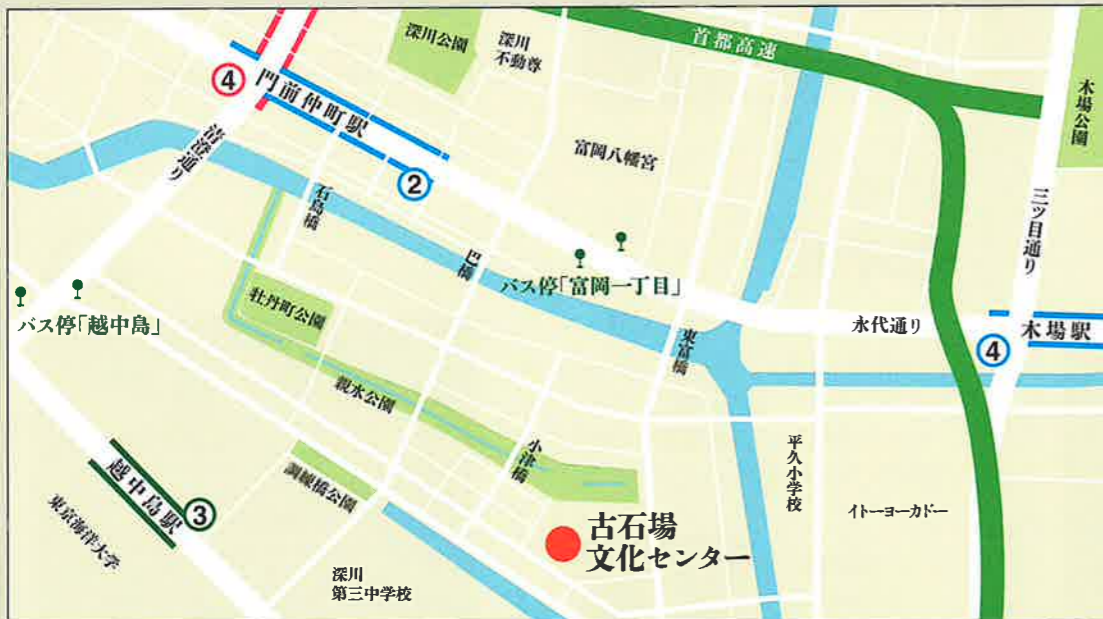 深川公園
深川
不動尊
首都高速
木場公園
④
門前仲町駅
清澄通り
②
富岡八幡宮
石島橋
巴橋
三ツ目通り
バス停「富岡一丁目」
バス停「越中島」
牡丹町公園
東富橋
永代通り
木場駅
④
親水公園
小津橋
平久小学校
イトーヨーカドー
調練橋公園
越中島駅
③
東京海洋大学
古石場
文化センター
深川
第三中学校